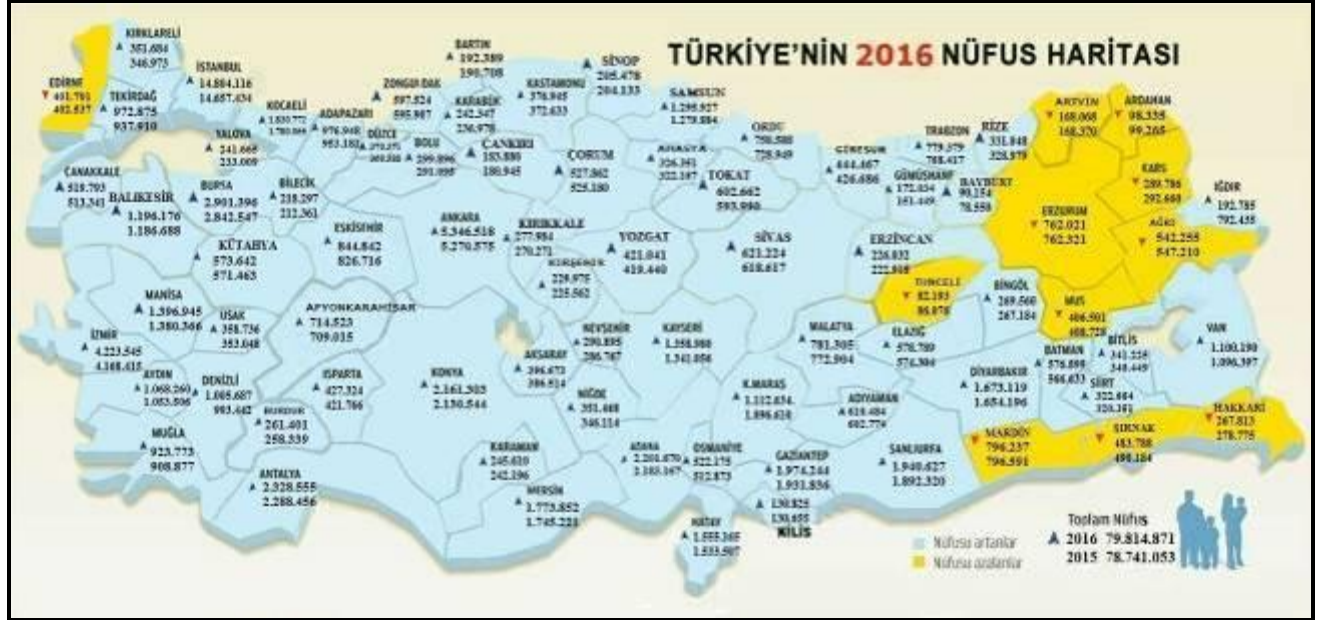 TÜRKİYE'NİN 2016 NÜFUS HARİTASI
KIRKLARELİ
351.684
346.973
EDİRNE
401.701
402.537
TEKİRDAĞ
972.875
937.910
İSTANBUL
14.804.116
14.657.434
KOCAELİ
1.830.772
YALOVA
241.665
233.009
ADAPAZARI
976.948
953.181
DÜZCE
BOLU
299.896
291.095
ZONGULDAK
597.524
595.907
BARTIN
192.389
190.708
KARABÜK
242.347
236.978
KASTAMONU
376.945
372.633
SİNOP
205.478
204.133
SAMSUN
1.295.927
1.279.884
ÇANKIRI
183.880
180.945
ÇORUM
527.862
525.180
AMASYA
326.351
322.167
TOKAT
602.662
593.990
ORDU
750.588
728.949
GİRESUN
444.467
426.686
TRABZON
779.379
768.417
RİZE
331.048
328.979
GÜMÜŞHANE
172.034
151.449
BAYBURT
90.154
78.550
ARTVİN
168.068
168.370
ARDAHAN
98.335
99.265
KARS
289.786
292.660
IĞDIR
192.785
792.435
ERZURUM
762.021
762.321
AĞRI
542.255
547.210
ÇANAKKALE
519.793
513.341
BALIKESİR
1.196.176
1.186.688
BURSA
2.901.396
2.842.547
BİLECİK
218.297
212.361
KÜTAHYA
573.642
571.463
ESKİŞEHİR
844.842
826.716
ANKARA
5.346.518
5.270.575
KIRIKKALE
277.984
270.271
KIRŞEHİR
229.975
225.562
YOZGAT
421.041
419.440
SİVAS
621.224
618.617
ERZİNCAN
226.032
TUNCELİ
82.193
86.076
BİNGÖL
269.560
267.184
MUŞ
406.501
408.728
MANİSA
1.396.945
1.380.366
UŞAK
358.736
353.048
AFYONKARAHİSAR
714.523
709.015
İZMİR
4.223.545
4.168.415
AYDIN
1.068.260
1.053.506
DENİZLİ
1.005.687
993.442
ISPARTA
427.324
421.766
BURDUR
261.401
258.339
KONYA
2.161.303
2.130.544
AKSARAY
396.673
386.514
NEVŞEHİR
290.895
286.767
KAYSERİ
1.358.980
1.341.056
NİĞDE
351.468
346.114
MALATYA
781.305
772.904
ELAZIĞ
578.789
574.304
K.MARAŞ
1.112.634
ADIYAMAN
610.484
602.774
DİYARBAKIR
1.673.119
1.654.196
BATMAN
576.899
566.633
BİTLİS
341.225
340.449
SİİRT
322.664
320.351
VAN
1.100.190
1.096.397
HAKKARİ
267.813
278.775
ŞIRNAK
483.788
490.184
MARDİN
796.237
796.591
MUĞLA
923.773
908.877
ANTALYA
2.328.555
2.288.456
KARAMAN
245.610
242.196
MERSİN
1.773.852
1.745.221
ADANA
2.201.670
2.183.167
OSMANİYE
522.175
512.873
GAZİANTEP
1.974.244
1.931.836
ŞANLIURFA
1.940.627
1.892.320
130.825
130.655
KİLİS
HATAY
1.555.165
1.533.507
Nüfusu artanlar
Nüfusu azalanlar
Toplam Nüfus
2016 79.814.871
2015 78.741.053